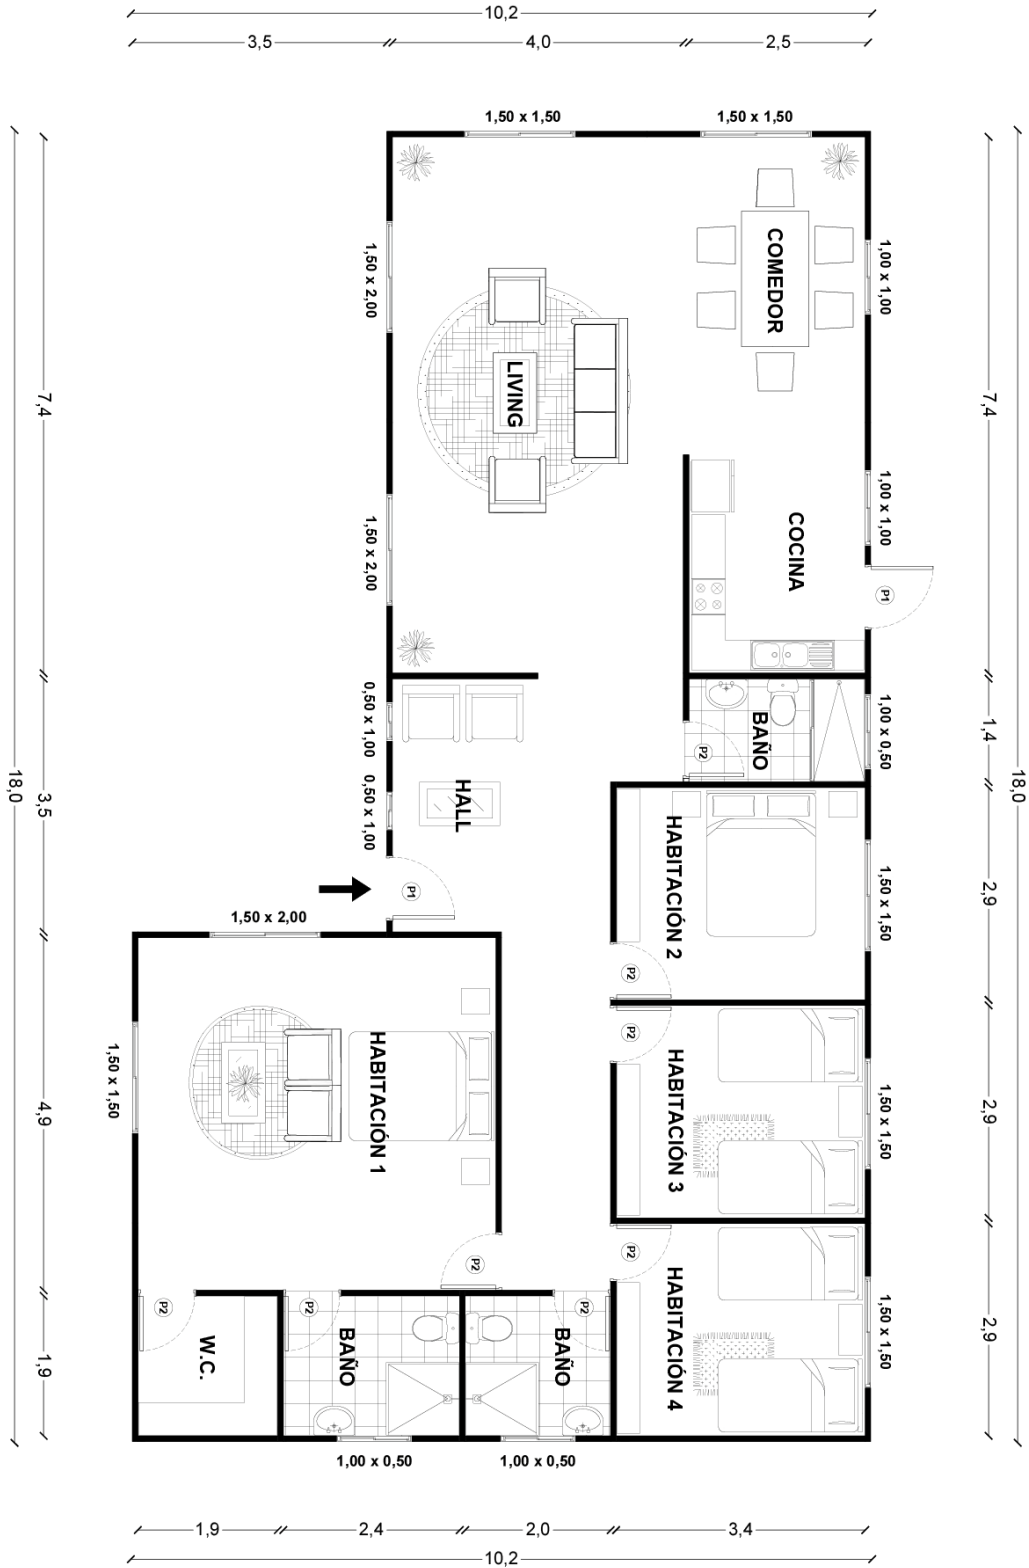 10,2
3,5
4,0
2,5
1,50 x 1,50
1,50 x 1,50
COMEDOR
1,00 x 1,00
1,50 x 2,00
LIVING
7,4
7,4
COCINA
1,00 x 1,00
1,50 x 2,00
P1
0,50 x 1,00
BAÑO
1,00 x 0,50
1,4
P2
18,0
18,0
3,5
HALL
0,50 x 1,00
HABITACIÓN 2
1,50 x 1,50
2,9
P1
1,50 x 2,00
P2
P2
1,50 x 1,50
HABITACIÓN 1
HABITACIÓN 3
1,50 x 1,50
2,9
4,9
P2
P2
HABITACIÓN 4
1,50 x 1,50
2,9
P2
P2
P2
W.C.
BAÑO
BAÑO
1,9
1,00 x 0,50
1,00 x 0,50
1,9
2,4
2,0
3,4
10,2